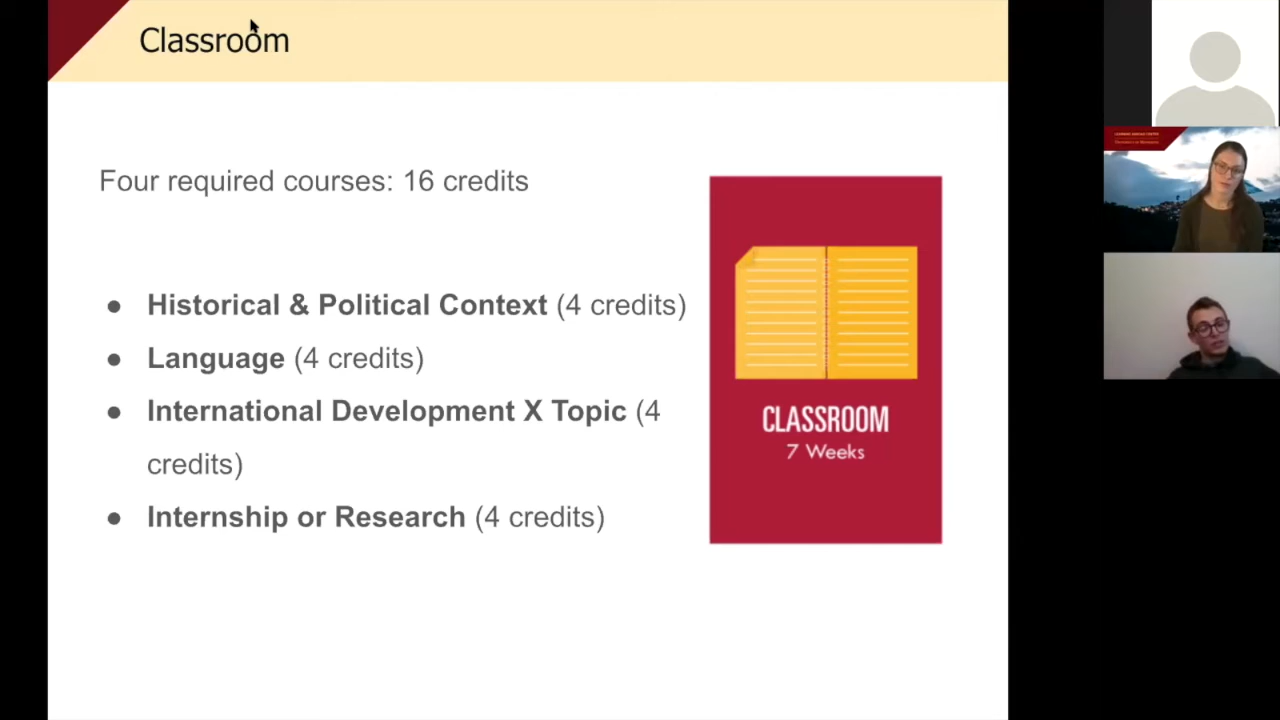 Classroom
Four required courses: 16 credits
● Historical & Political Context (4 credits)
● Language (4 credits)
● International Development X Topic (4
credits)
● Internship or Research (4 credits)
CLASSROOM
7 Weeks